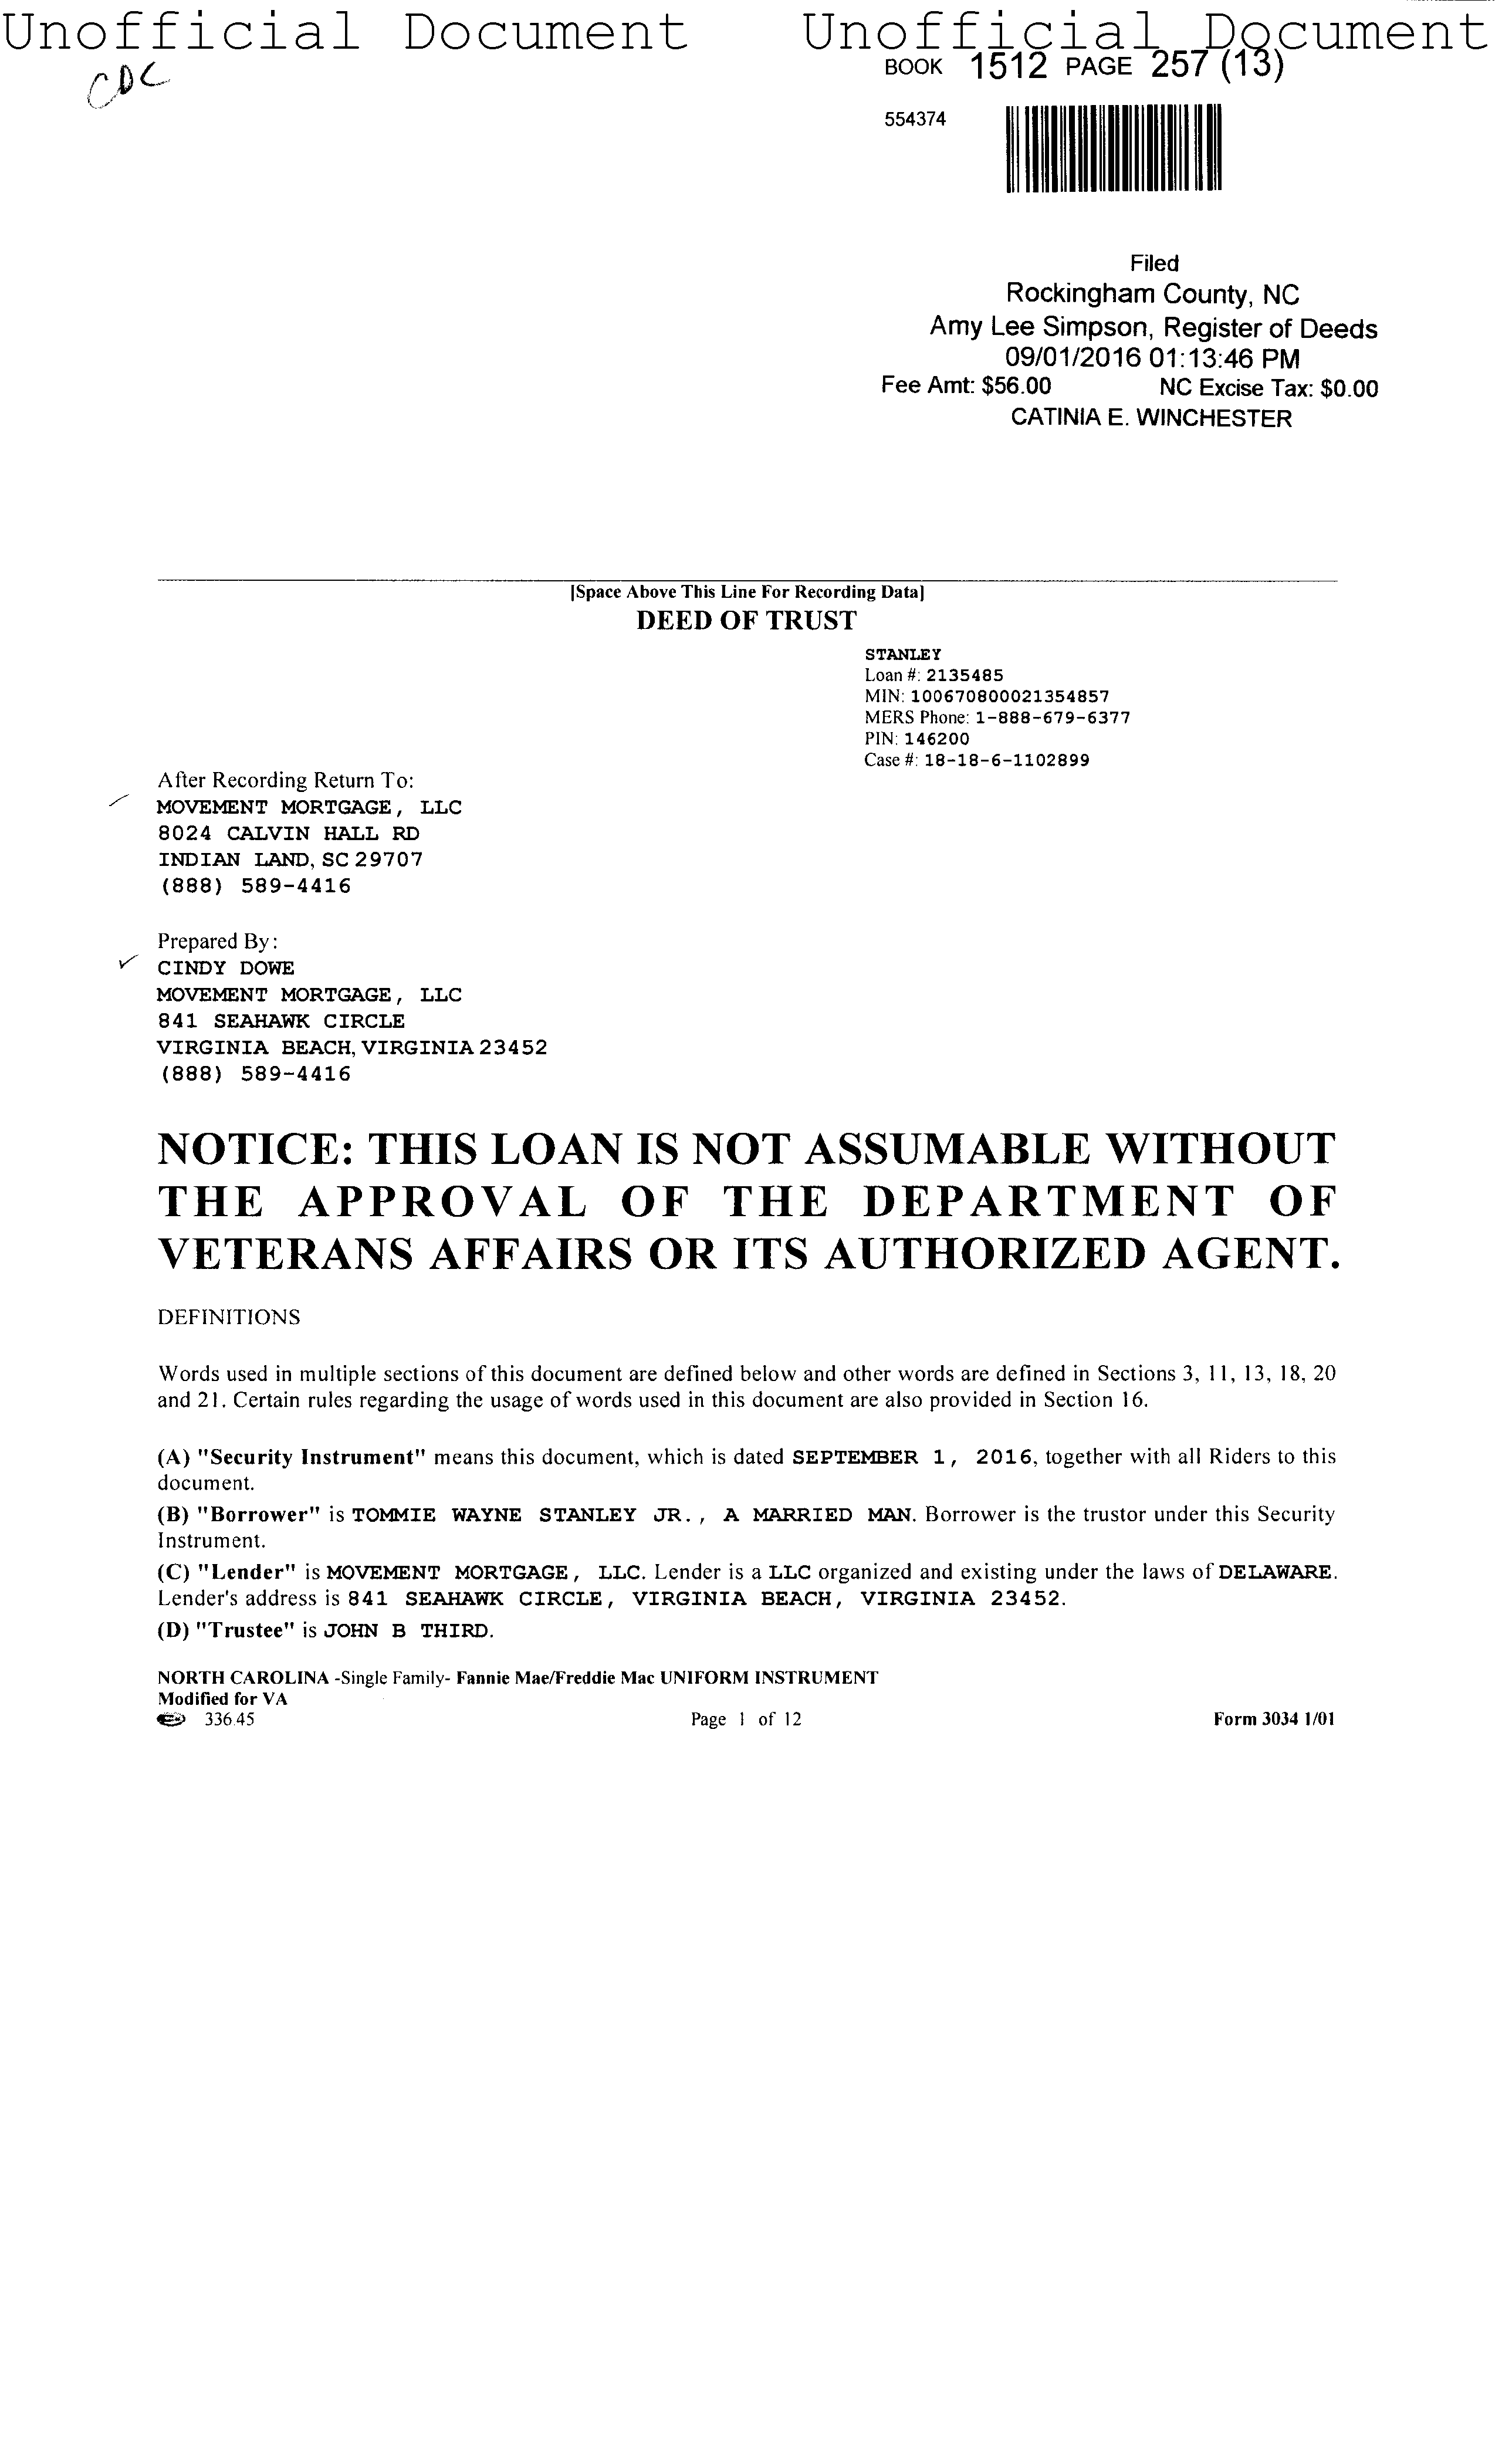 Unofficial Document Unofficial Document
CDC
BOOK 1512 PAGE 257 (13)
554374
Filed
Rockingham County, NC
Amy Lee Simpson, Register of Deeds
09/01/2016 01:13:46 PM
Fee Amt: $56.00 NC Excise Tax: $0.00
CATINIA E. WINCHESTER
[Space Above This Line For Recording Data]
DEED OF TRUST
STANLEY
Loan #: 2135485
MIN: 100670800021354857
MERS Phone: 1-888-679-6377
PIN: 146200
Case #: 18-18-6-1102899
After Recording Return To:
MOVEMENT MORTGAGE, LLC
8024 CALVIN HALL RD
INDIAN LAND, SC 29707
(888) 589-4416
Prepared By:
CINDY DOWE
MOVEMENT MORTGAGE, LLC
841 SEAHAWK CIRCLE
VIRGINIA BEACH, VIRGINIA 23452
(888) 589-4416
NOTICE: THIS LOAN IS NOT ASSUMABLE WITHOUT
THE APPROVAL OF THE DEPARTMENT OF
VETERANS AFFAIRS OR ITS AUTHORIZED AGENT.
DEFINITIONS
Words used in multiple sections of this document are defined below and other words are defined in Sections 3, 11, 13, 18, 20
and 21. Certain rules regarding the usage of words used in this document are also provided in Section 16.
(A) "Security Instrument" means this document, which is dated SEPTEMBER 1, 2016, together with all Riders to this
document.
(B) "Borrower" is TOMMIE WAYNE STANLEY JR., A MARRIED MAN. Borrower is the trustor under this Security
Instrument.
(C) "Lender" is MOVEMENT MORTGAGE, LLC. Lender is a LLC organized and existing under the laws of DELAWARE.
Lender's address is 841 SEAHAWK CIRCLE, VIRGINIA BEACH, VIRGINIA 23452.
(D) "Trustee" is JOHN B THIRD.
NORTH CAROLINA -Single Family- Fannie Mae/Freddie Mac UNIFORM INSTRUMENT
Modified for VA
336.45 Page 1 of 12 Form 3034 1/01